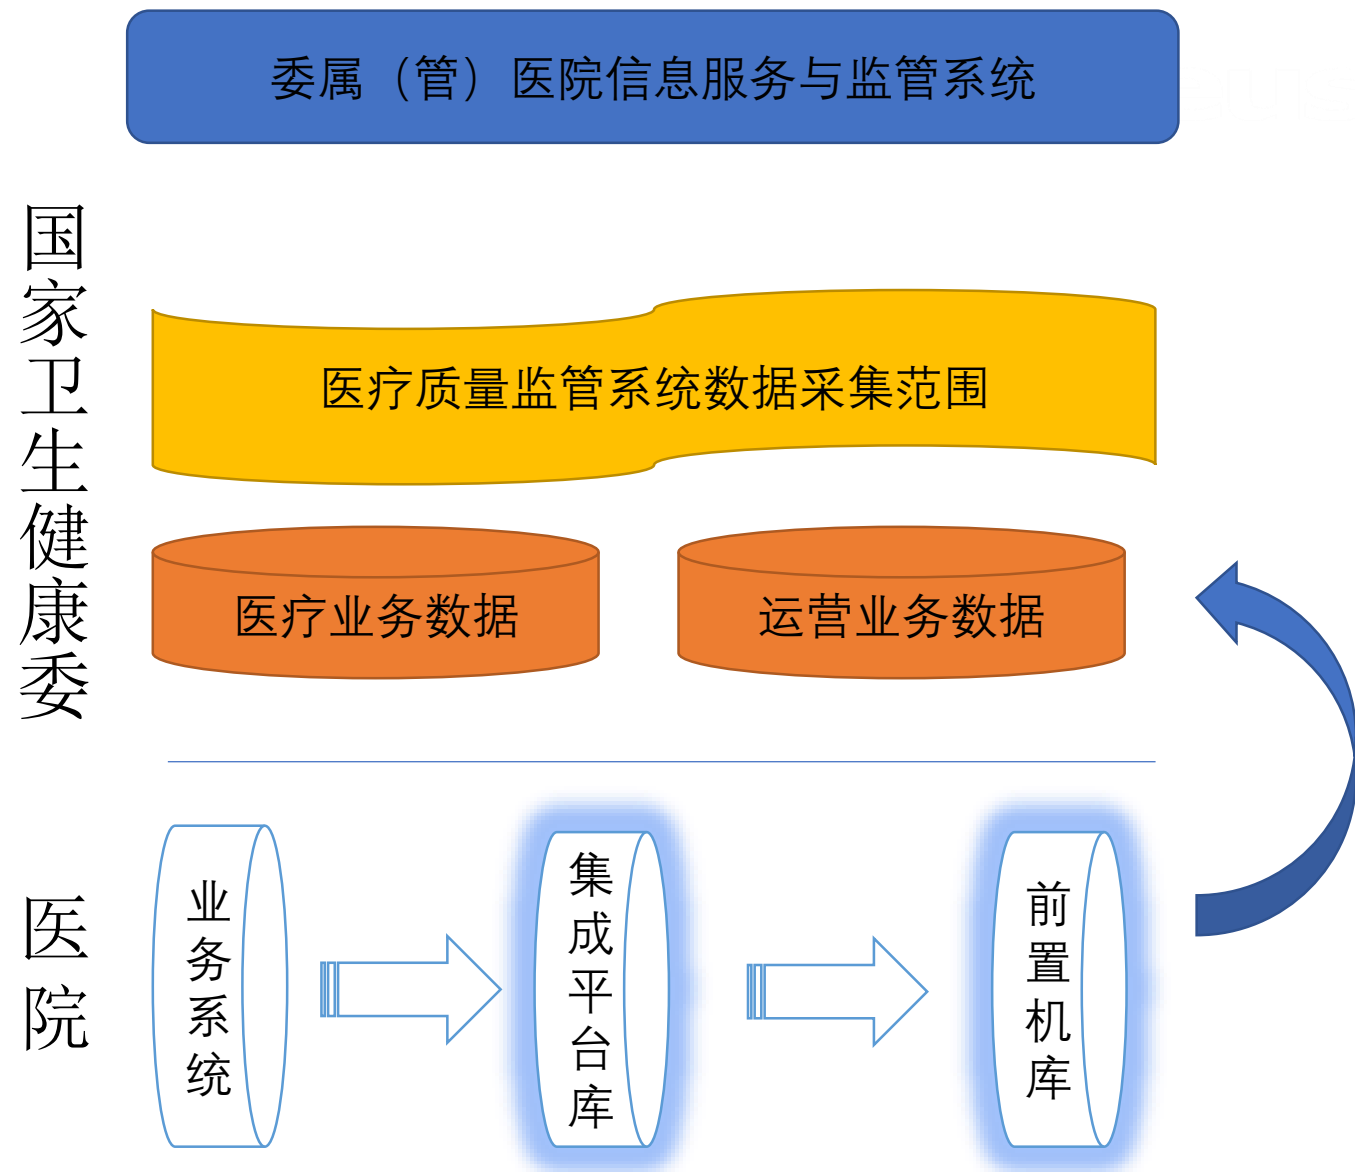 委属（管）医院信息服务与监管系统
国家卫生健康委
医疗质量监管系统数据采集范围
医疗业务数据
运营业务数据
医院
业务系统
集成平台库
前置机库